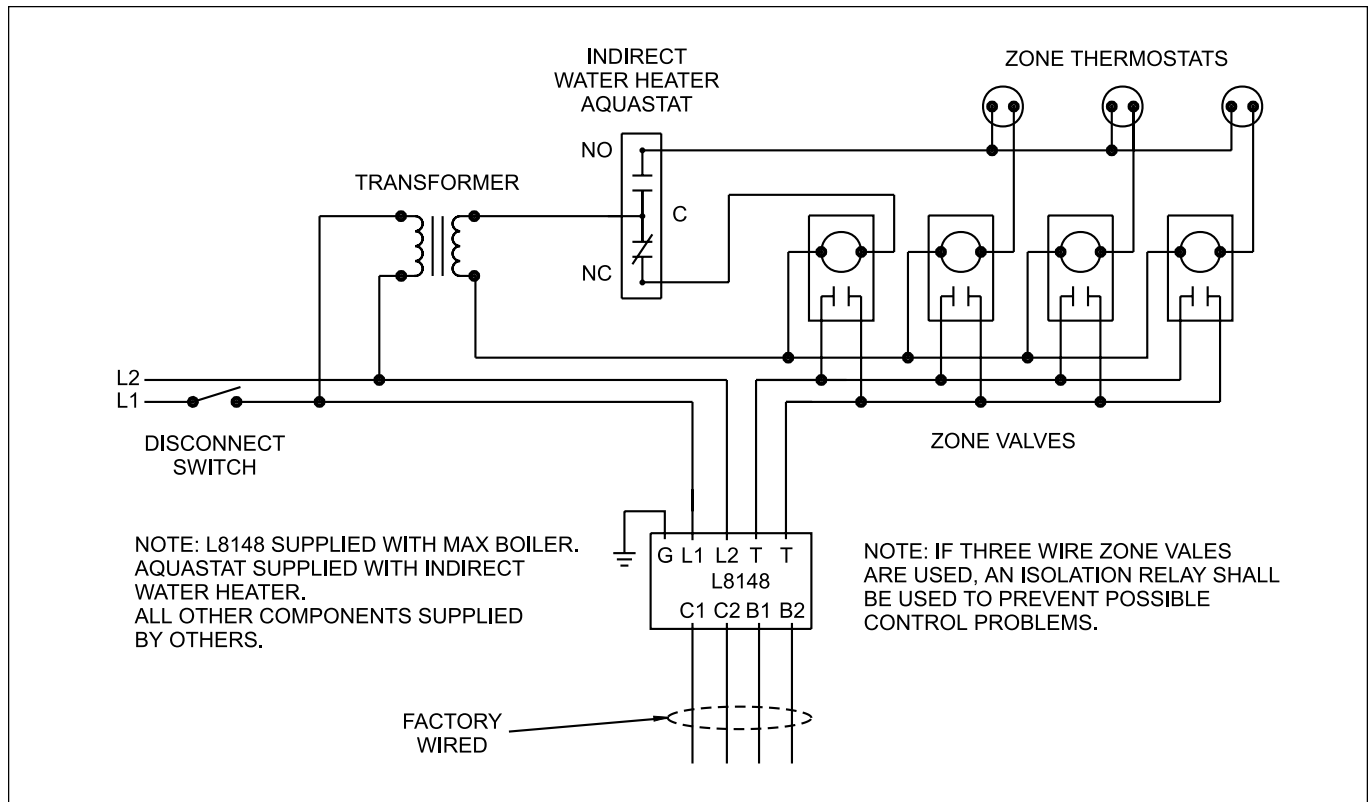 INDIRECT
WATER HEATER
AQUASTAT
ZONE THERMOSTATS
NO
TRANSFORMER
C
NC
L2
L1
DISCONNECT
SWITCH
ZONE VALVES
NOTE: L8148 SUPPLIED WITH MAX BOILER.
AQUASTAT SUPPLIED WITH INDIRECT
WATER HEATER.
ALL OTHER COMPONENTS SUPPLIED
BY OTHERS.
G L1 L2 T T
L8148
C1 C2 B1 B2
NOTE: IF THREE WIRE ZONE VALES
ARE USED, AN ISOLATION RELAY SHALL
BE USED TO PREVENT POSSIBLE
CONTROL PROBLEMS.
FACTORY
WIRED